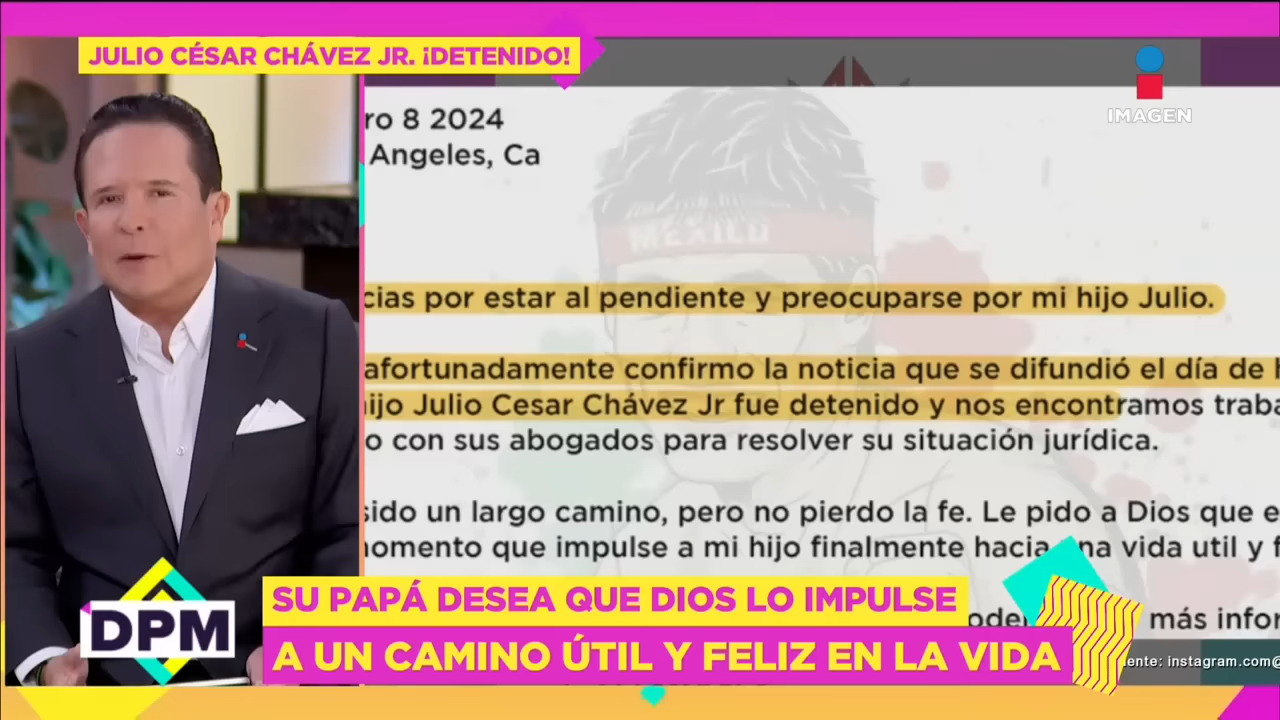 JULIO CÉSAR CHÁVEZ JR. ¡DETENIDO!
IMAGEN
ro 8 2024
Angeles, Ca
MEXICO
cias por estar al pendiente y preocuparse por mi hijo Julio.
afortunadamente confirmo la noticia que se difundió el día de h
ijo Julio Cesar Chávez Jr fue detenido y nos encontramos traba
o con sus abogados para resolver su situación jurídica.
sido un largo camino, pero no pierdo la fe. Le pido a Dios que e
omento que impulse a mi hijo finalmente hacia una vida util y f
más infor
SU PAPÁ DESEA QUE DIOS LO IMPULSE
A UN CAMINO ÚTIL Y FELIZ EN LA VIDA
DPM
ente: instagram.com@